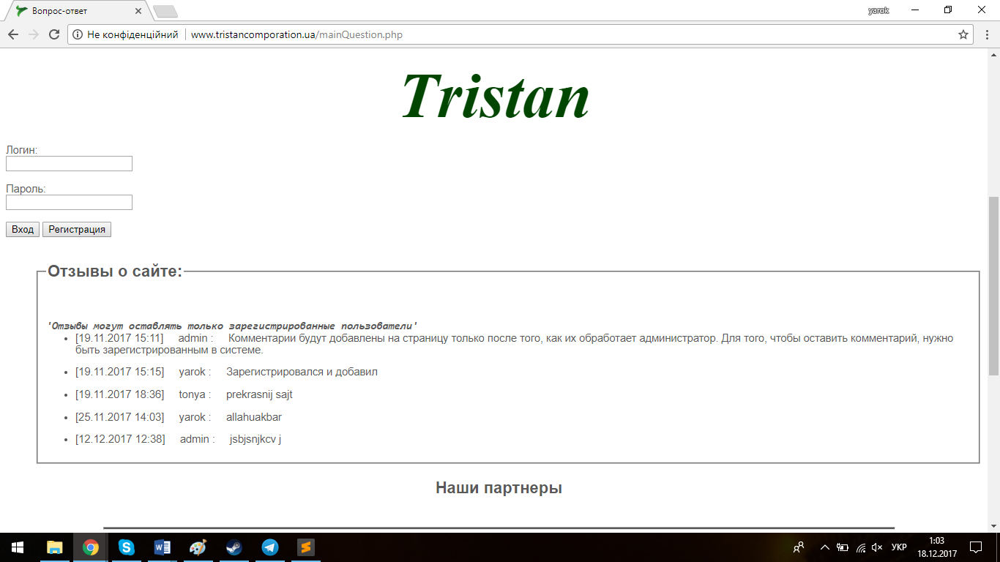 Вопрос-ответ
yarok
Не конфіденційний www.tristancomporation.ua/mainQuestion.php
Tristan
Логин:
Пароль:
Вход Регистрация
Отзывы о сайте:
'Отзывы могут оставлять только зарегистрированные пользователи'
[19.11.2017 15:11] admin : Комментарии будут добавлены на страницу только после того, как их обработает администратор. Для того, чтобы оставить комментарий, нужно
быть зарегистрированным в системе.
[19.11.2017 15:15] yarok : Зарегистрировался и добавил
[19.11.2017 18:36] tonya : prekrasnij sajt
[25.11.2017 14:03] yarok : allahuakbar
[12.12.2017 12:38] admin : jsbjsnjkcv j
Наши партнеры
УКР
1:03
18.12.2017